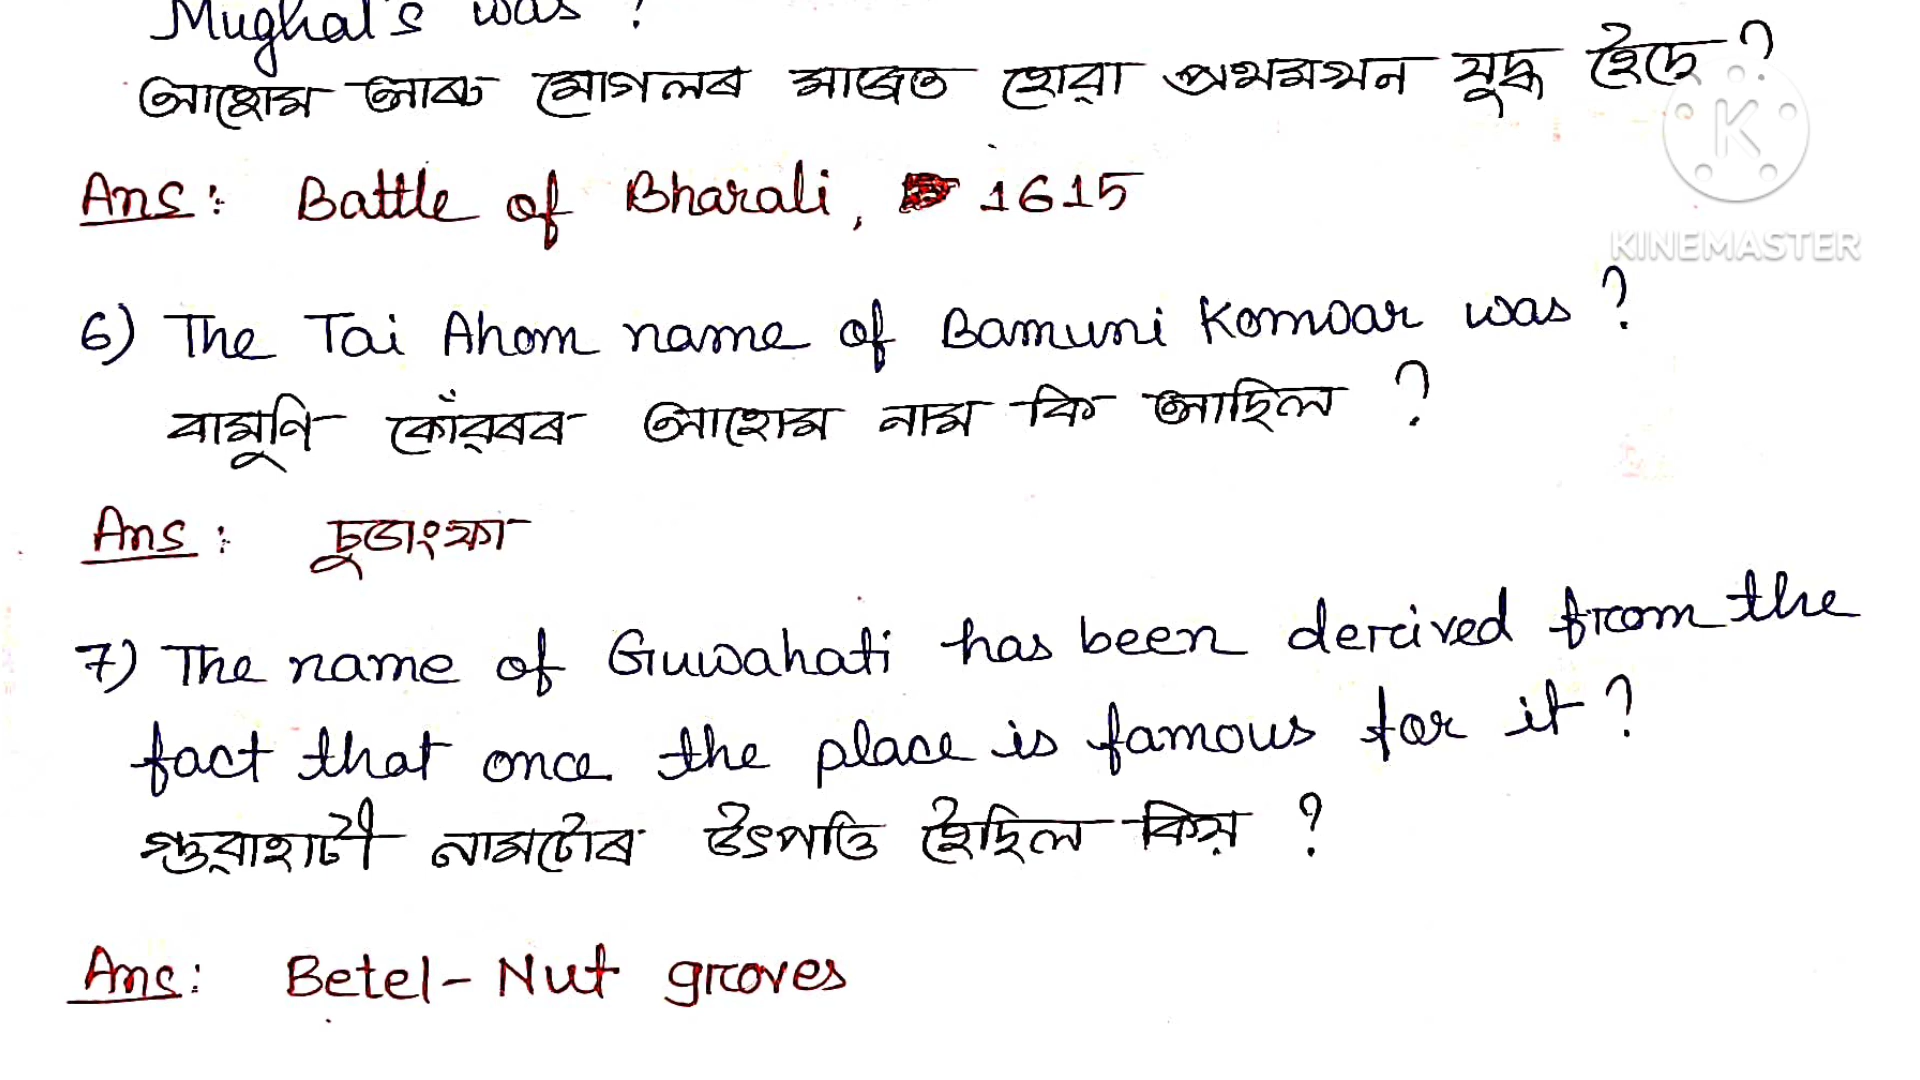 Mughal's was ?
আহোম আৰু মোগলৰ মাজত হোৱা প্ৰথমখন যুদ্ধ হৈছে ?
K
KINEMASTER
Ans: Battle of Bharali, 1615
6) The Tai Ahom name of Bamuni Konwar was ?
বামুণি কোঁৱৰৰ আহোম নাম কি আছিল ?
Ans: চুডাংফা
7) The name of Guwahati has been derived from the
fact that once the place is famous for it ?
গুৱাহাটী নামটোৰ উৎপত্তি হৈছিল কিয় ?
Ans: Betel-Nut groves